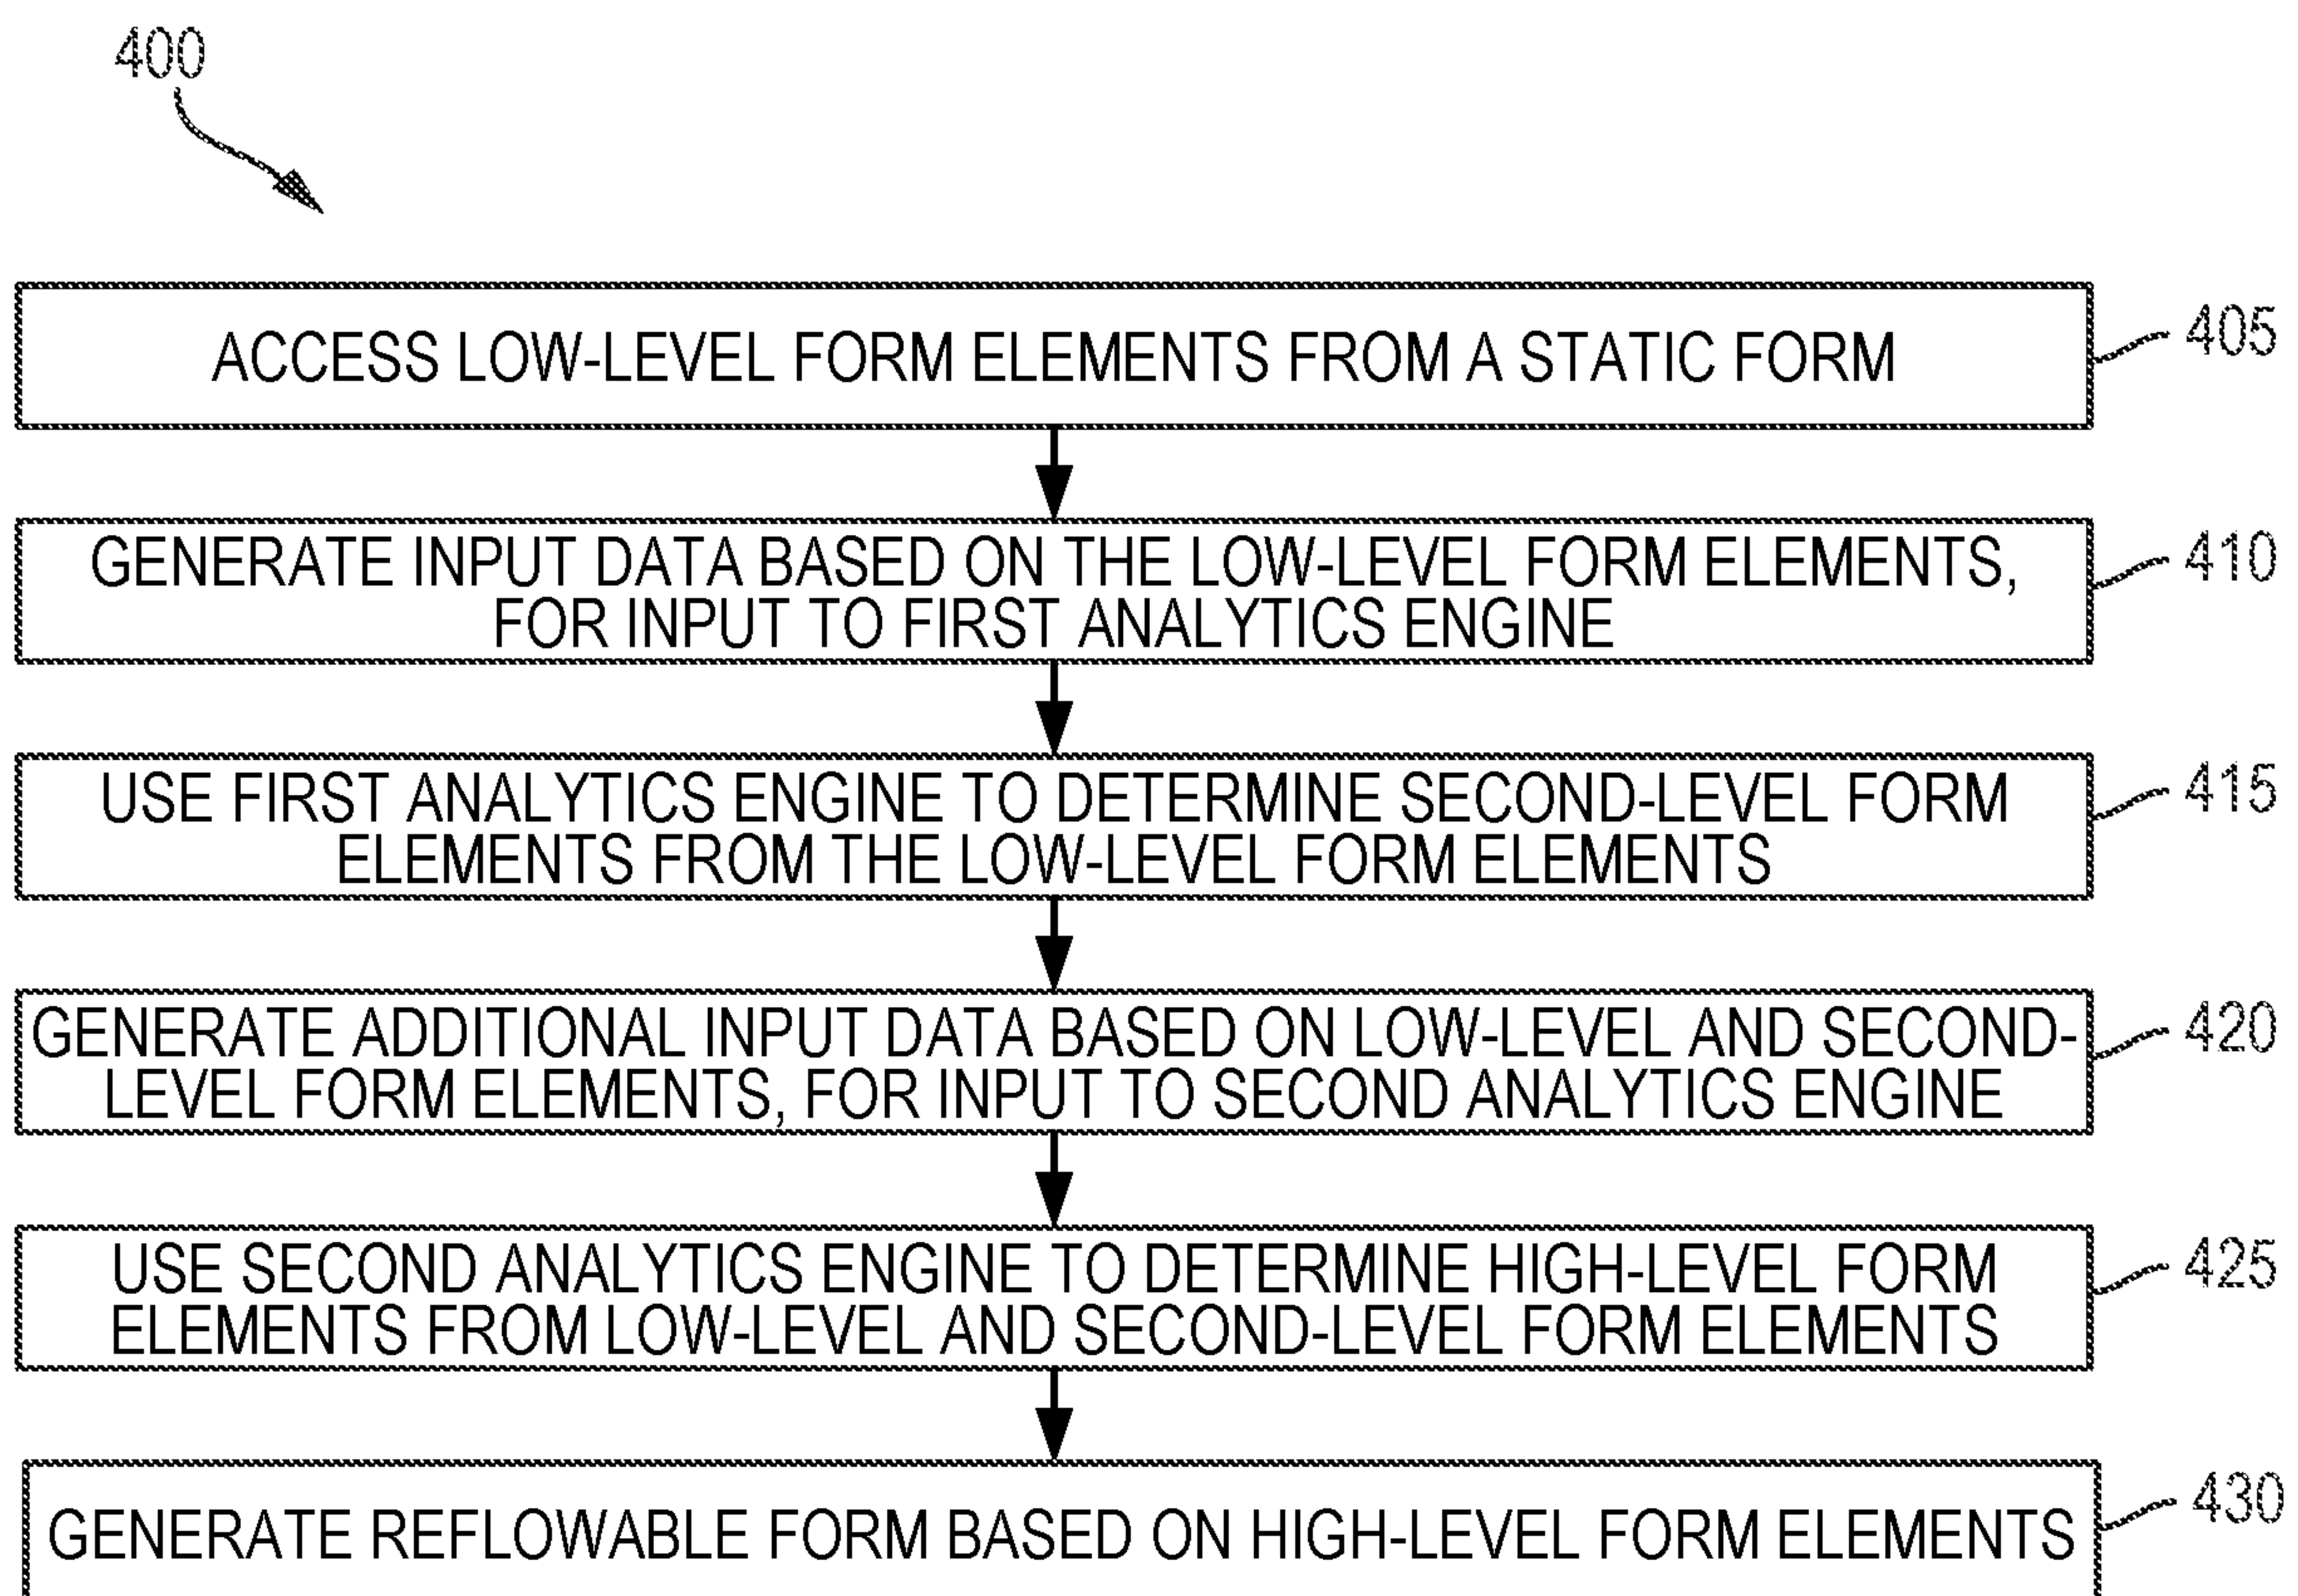 400
ACCESS LOW-LEVEL FORM ELEMENTS FROM A STATIC FORM
405
GENERATE INPUT DATA BASED ON THE LOW-LEVEL FORM ELEMENTS,
FOR INPUT TO FIRST ANALYTICS ENGINE
410
USE FIRST ANALYTICS ENGINE TO DETERMINE SECOND-LEVEL FORM
ELEMENTS FROM THE LOW-LEVEL FORM ELEMENTS
415
GENERATE ADDITIONAL INPUT DATA BASED ON LOW-LEVEL AND SECOND-
LEVEL FORM ELEMENTS, FOR INPUT TO SECOND ANALYTICS ENGINE
420
USE SECOND ANALYTICS ENGINE TO DETERMINE HIGH-LEVEL FORM
ELEMENTS FROM LOW-LEVEL AND SECOND-LEVEL FORM ELEMENTS
425
GENERATE REFLOWABLE FORM BASED ON HIGH-LEVEL FORM ELEMENTS
430